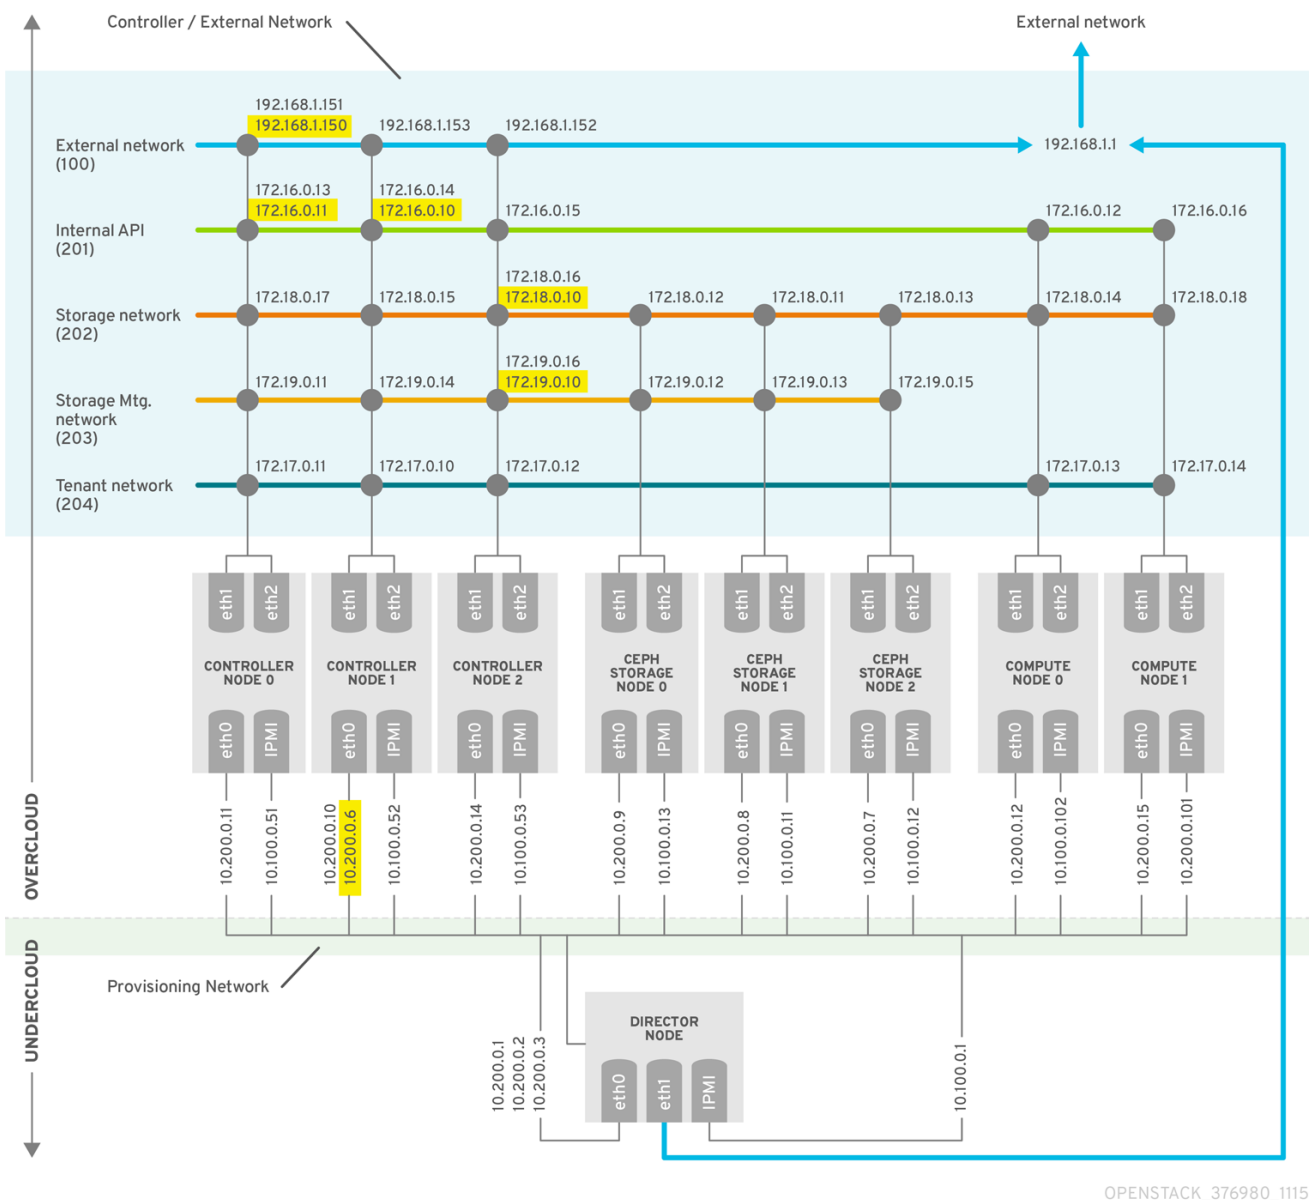 Controller / External Network
External network
192.168.1.151
192.168.1.150
192.168.1.153
192.168.1.152
External network
(100)
192.168.1.1
172.16.0.13
172.16.0.11
172.16.0.14
172.16.0.10
172.16.0.15
172.16.0.12
172.16.0.16
Internal API
(201)
172.18.0.17
172.18.0.15
172.18.0.16
172.18.0.10
172.18.0.12
172.18.0.11
172.18.0.13
172.18.0.14
172.18.0.18
Storage network
(202)
172.19.0.11
172.19.0.14
172.19.0.16
172.19.0.10
172.19.0.12
172.19.0.13
172.19.0.15
Storage Mtg.
network
(203)
172.17.0.11
172.17.0.10
172.17.0.12
172.17.0.13
172.17.0.14
Tenant network
(204)
eth1
eth2
CONTROLLER
NODE 0
eth0
IPMI
eth1
eth2
CONTROLLER
NODE 1
eth0
IPMI
eth1
eth2
CONTROLLER
NODE 2
eth0
IPMI
eth1
eth2
CEPH
STORAGE
NODE 0
eth0
IPMI
eth1
eth2
CEPH
STORAGE
NODE 1
eth0
IPMI
eth1
eth2
CEPH
STORAGE
NODE 2
eth0
IPMI
eth1
eth2
COMPUTE
NODE 0
eth0
IPMI
eth1
eth2
COMPUTE
NODE 1
eth0
IPMI
10.200.0.11
10.100.0.51
10.200.0.10
10.200.0.6
10.100.0.52
10.200.0.14
10.100.0.53
10.200.0.9
10.100.0.13
10.200.0.8
10.100.0.11
10.200.0.7
10.100.0.12
10.200.0.12
10.100.0.102
10.200.0.15
10.200.0.101
OVERCLOUD
UNDERCLOUD
Provisioning Network
DIRECTOR
NODE
eth0
eth1
IPMI
10.200.0.1
10.200.0.2
10.200.0.3
10.100.0.1
OPENSTACK_376980_1115